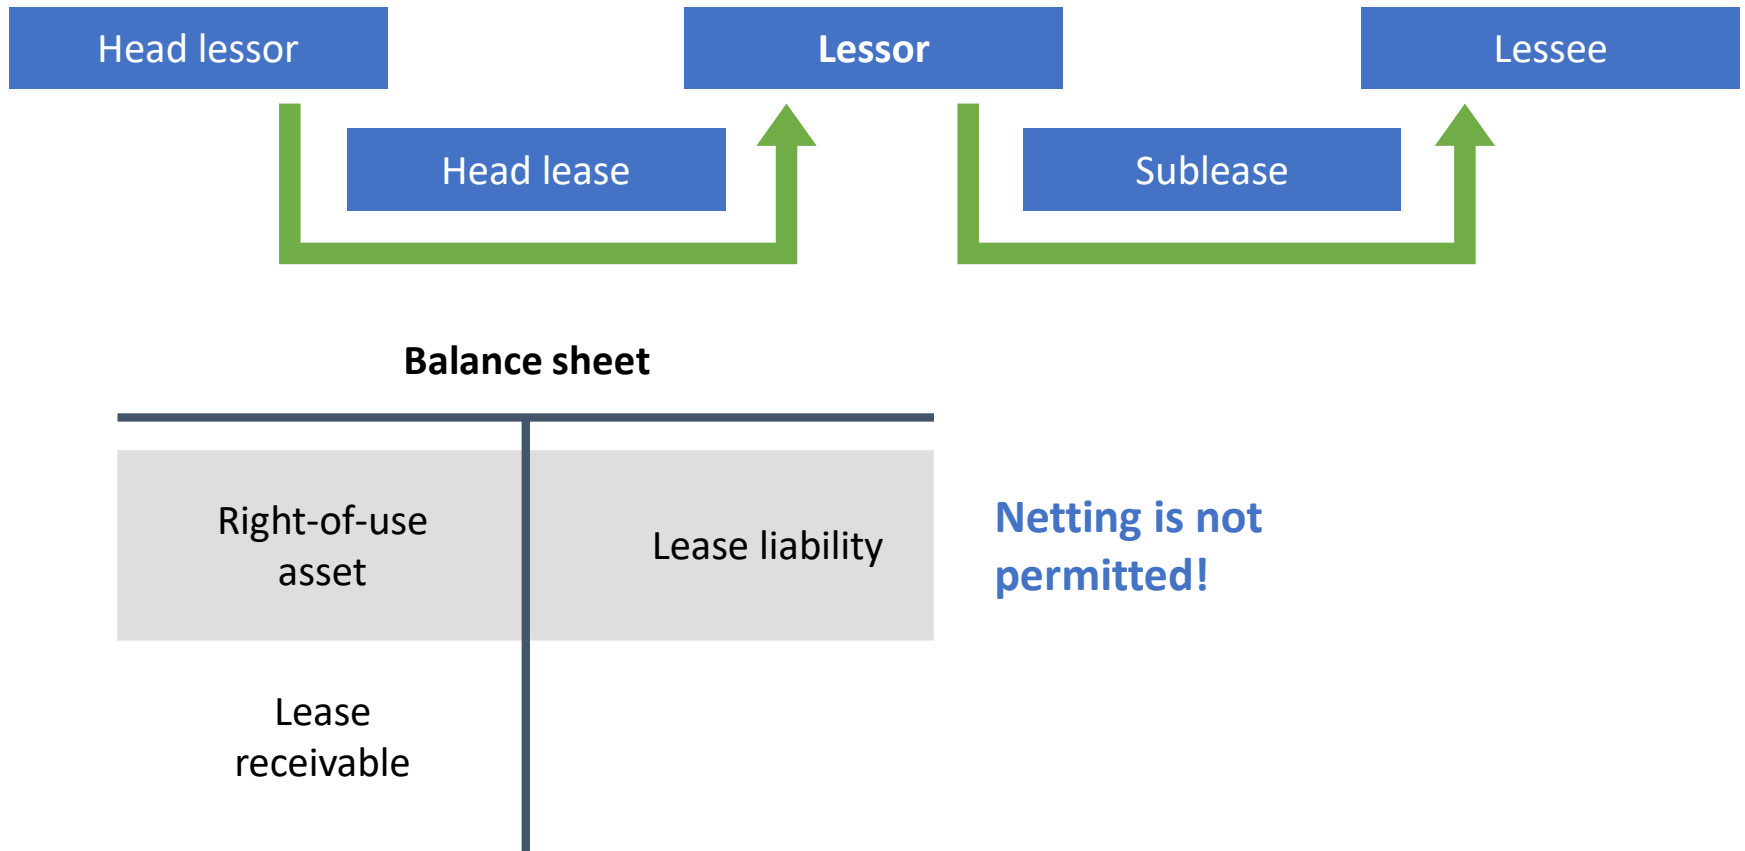 Head lessor
Lessor
Lessee
Head lease
Sublease
Balance sheet
Right-of-use
asset
Lease liability
Netting is not
permitted!
Lease
receivable